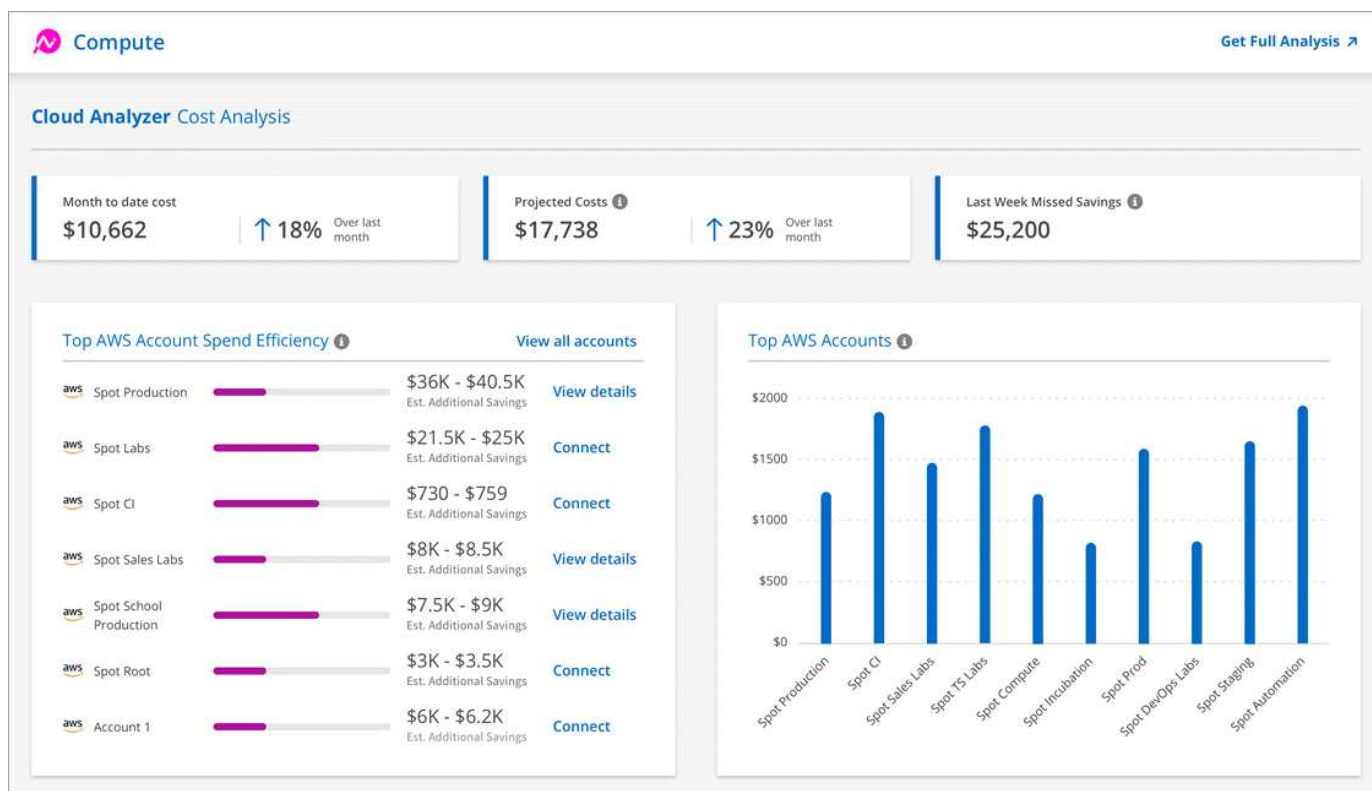 Compute
Get Full Analysis ↗
Cloud Analyzer Cost Analysis
Month to date cost
$10,662
↑ 18% Over last
month
Projected Costs
$17,738
↑ 23% Over last
month
Last Week Missed Savings
$25,200
Top AWS Account Spend Efficiency
View all accounts
aws Spot Production
$36K - $40.5K
Est. Additional Savings
View details
aws Spot Labs
$21.5K - $25K
Est. Additional Savings
Connect
aws Spot CI
$730 - $759
Est. Additional Savings
Connect
aws Spot Sales Labs
$8K - $8.5K
Est. Additional Savings
View details
aws Spot School
Production
$7.5K - $9K
Est. Additional Savings
View details
aws Spot Root
$3K - $3.5K
Est. Additional Savings
Connect
aws Account 1
$6K - $6.2K
Est. Additional Savings
Connect
Top AWS Accounts
$2000
$1500
$1000
$500
$0
Spot Production
Spot CI
Spot Sales Labs
Spot TS Labs
Spot Compute
Spot Incubation
Spot Prod
Spot DevOps Labs
Spot Staging
Spot Automation